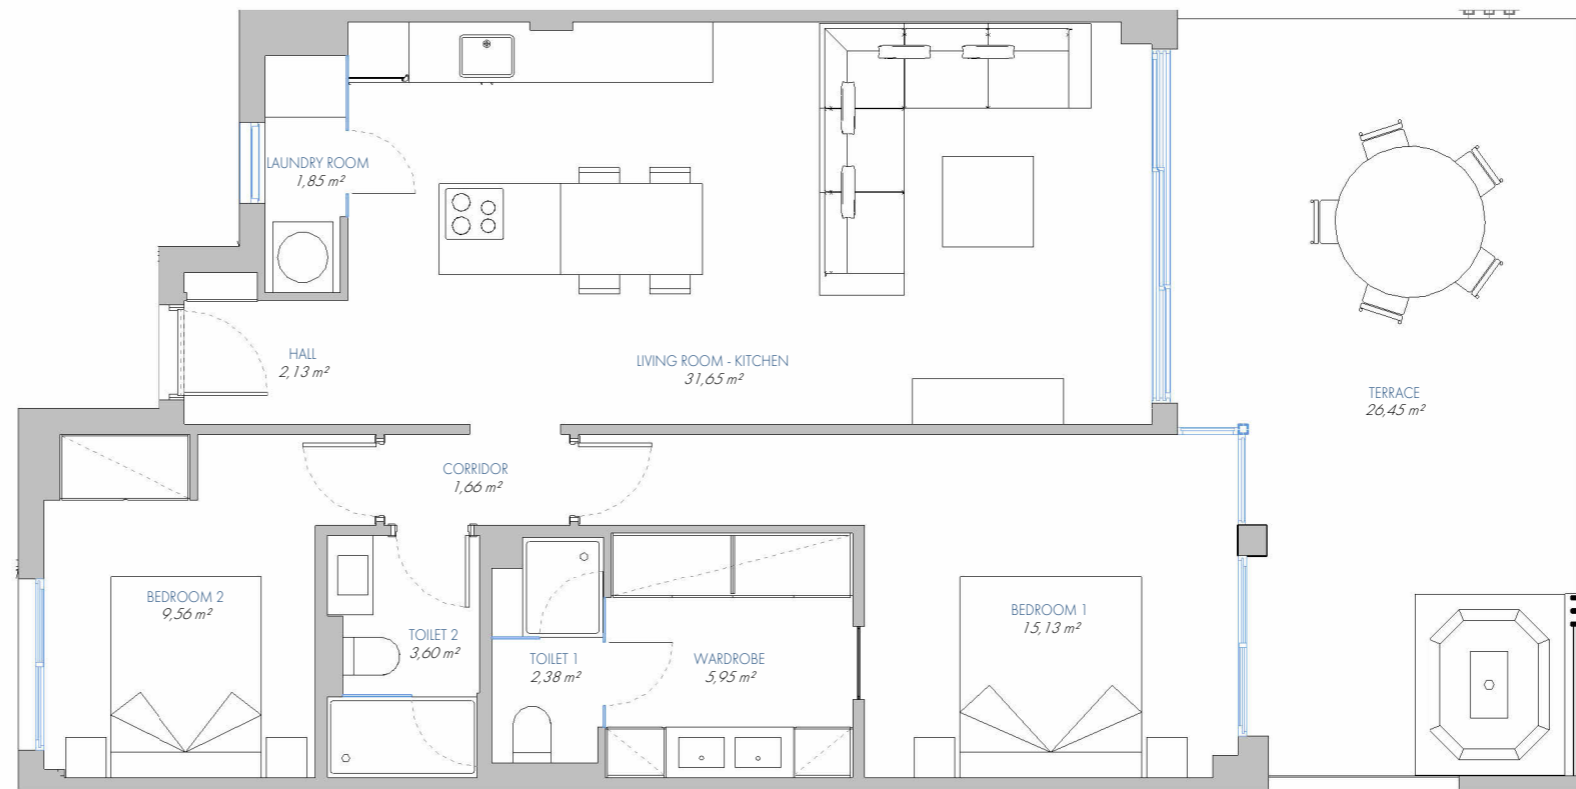 LAUNDRY ROOM
1,85 m²
HALL
2,13 m²
LIVING ROOM - KITCHEN
31,65 m²
TERRACE
26,45 m²
CORRIDOR
1,66 m²
BEDROOM 2
9,56 m²
TOILET 2
3,60 m²
TOILET 1
2,38 m²
WARDROBE
5,95 m²
BEDROOM 1
15,13 m²